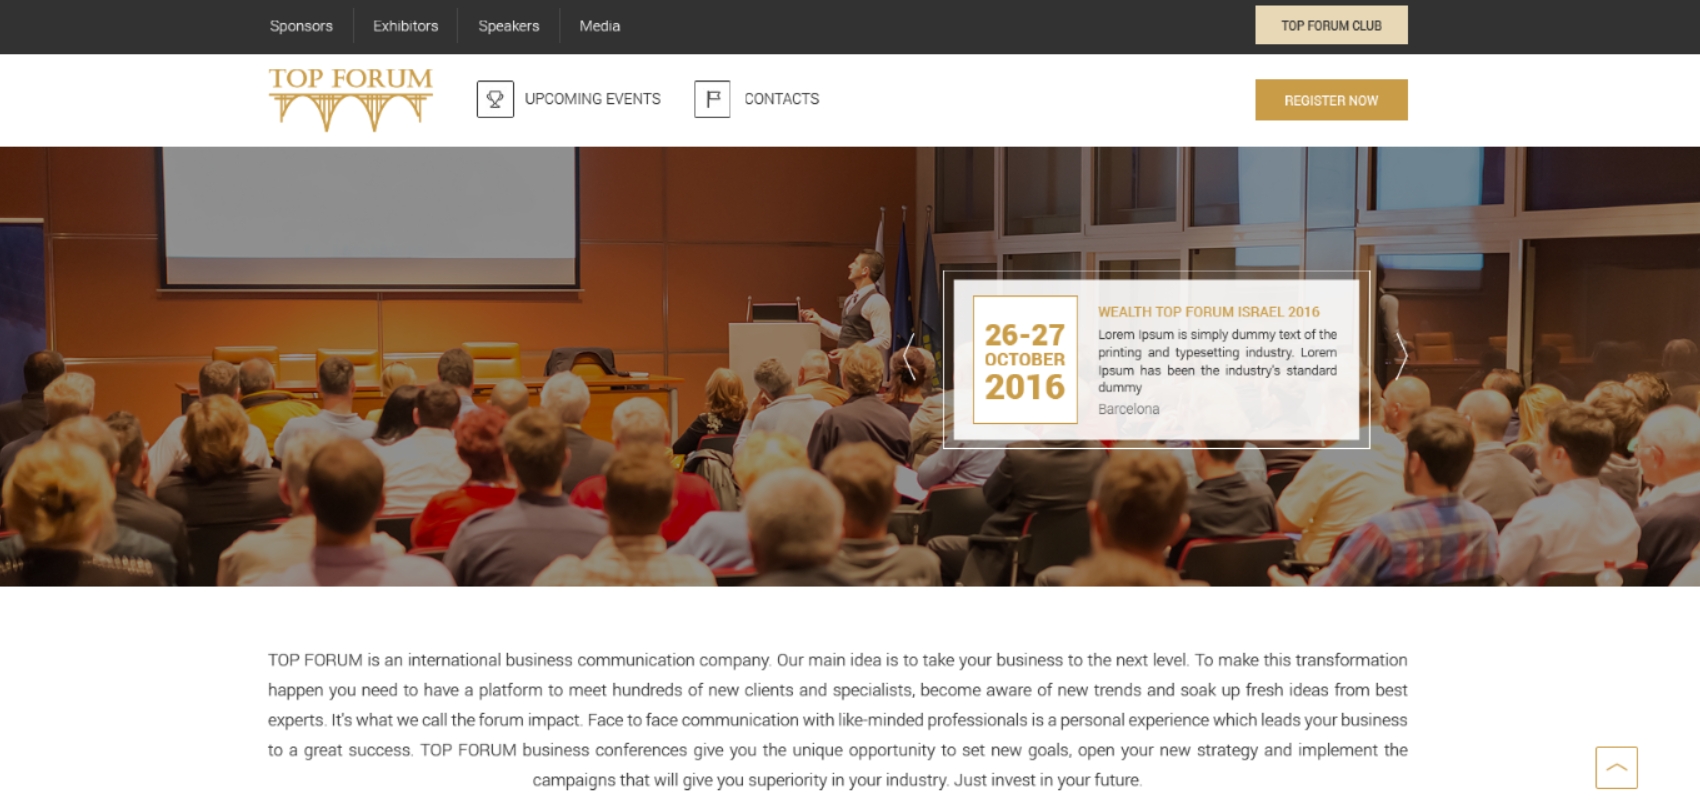 Sponsors
Exhibitors
Speakers
Media
TOP FORUM CLUB
TOP FORUM
UPCOMING EVENTS
CONTACTS
REGISTER NOW
26-27
OCTOBER
2016
WEALTH TOP FORUM ISRAEL 2016
Lorem Ipsum is simply dummy text of the
printing and typesetting industry. Lorem
Ipsum has been the industry's standard
dummy
Barcelona
TOP FORUM is an international business communication company. Our main idea is to take your business to the next level. To make this transformation
happen you need to have a platform to meet hundreds of new clients and specialists, become aware of new trends and soak up fresh ideas from best
experts. It's what we call the forum impact. Face to face communication with like-minded professionals is a personal experience which leads your business
to a great success. TOP FORUM business conferences give you the unique opportunity to set new goals, open your new strategy and implement the
campaigns that will give you superiority in your industry. Just invest in your future.